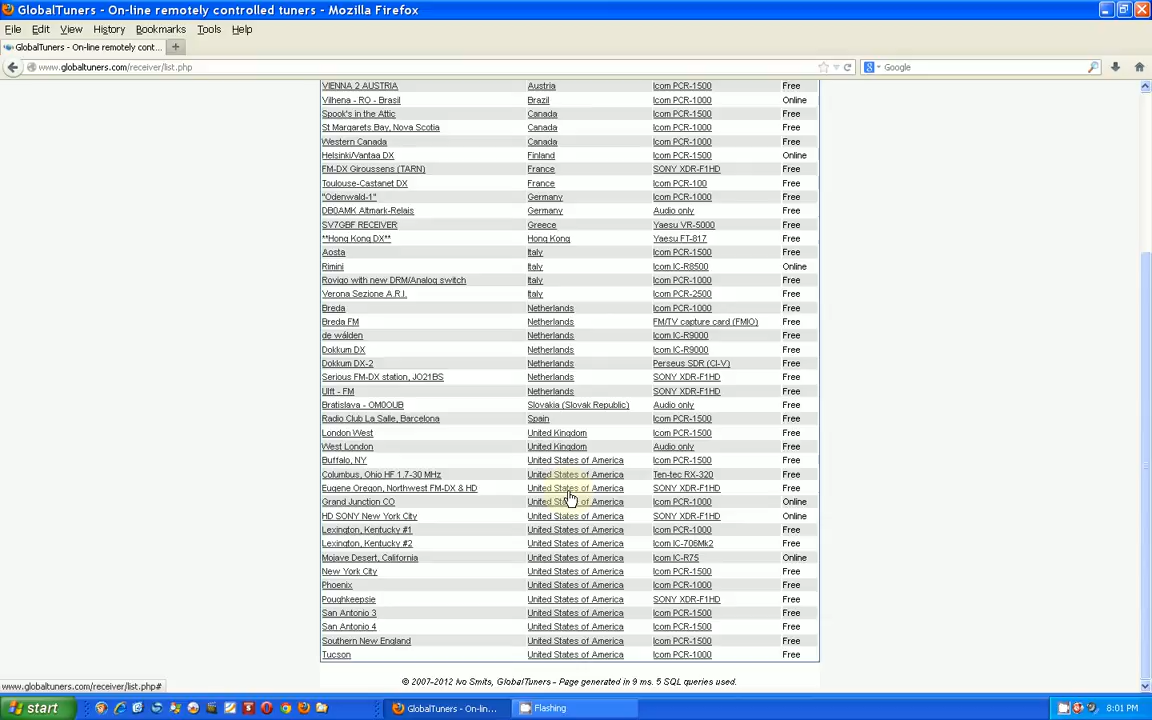 GlobalTuners - On-line remotely controlled tuners - Mozilla Firefox
File Edit View History Bookmarks Tools Help
GlobalTuners - On-line remotely cont... +
www.globaltuners.com/receiver/list.php Google
VIENNA 2 AUSTRIA Austria Icom PCR-1500 Free
Vilhena - RO - Brasil Brazil Icom PCR-1000 Online
Spook's in the Attic Canada Icom PCR-1500 Free
St Margarets Bay, Nova Scotia Canada Icom PCR-1000 Free
Western Canada Canada Icom PCR-1000 Free
Helsinki/Vantaa DX Finland Icom PCR-1500 Online
FM-DX Giroussens (TARN) France SONY XDR-F1HD Free
Toulouse-Castanet DX France Icom PCR-100 Free
"Odenwald-1" Germany Icom PCR-1000 Free
DB0AMK Altmark-Relais Germany Audio only Free
SV7GBF RECEIVER Greece Yaesu VR-5000 Free
**Hong Kong DX** Hong Kong Yaesu FT-817 Free
Aosta Italy Icom PCR-1500 Free
Rimini Italy Icom IC-R8500 Online
Rovigo with new DRM/Analog switch Italy Icom PCR-1000 Free
Verona Sezione A.R.I. Italy Icom PCR-2500 Free
Breda Netherlands Icom PCR-1000 Free
Breda FM Netherlands FM/TV capture card (FMIO) Free
de wâlden Netherlands Icom IC-R9000 Free
Dokkum DX Netherlands Icom IC-R9000 Free
Dokkum DX-2 Netherlands Perseus SDR (CI-V) Free
Serious FM-DX station, JO21BS Netherlands SONY XDR-F1HD Free
Ulft - FM Netherlands SONY XDR-F1HD Free
Bratislava - OM0OUB Slovakia (Slovak Republic) Audio only Free
Radio Club La Salle, Barcelona Spain Icom PCR-1500 Free
London West United Kingdom Icom PCR-1500 Free
West London United Kingdom Audio only Free
Buffalo, NY United States of America Icom PCR-1500 Free
Columbus, Ohio HF 1.7-30 MHz United States of America Ten-tec RX-320 Free
Eugene Oregon, Northwest FM-DX & HD United States of America SONY XDR-F1HD Free
Grand Junction CO United States of America Icom PCR-1000 Online
HD SONY New York City United States of America SONY XDR-F1HD Online
Lexington, Kentucky #1 United States of America Icom PCR-1000 Free
Lexington, Kentucky #2 United States of America Icom IC-706Mk2 Free
Mojave Desert, California United States of America Icom IC-R75 Online
New York City United States of America Icom PCR-1500 Free
Phoenix United States of America Icom PCR-1000 Free
Poughkeepsie United States of America SONY XDR-F1HD Free
San Antonio 3 United States of America Icom PCR-1500 Free
San Antonio 4 United States of America Icom PCR-1500 Free
Southern New England United States of America Icom PCR-1500 Free
Tucson United States of America Icom PCR-1000 Free
© 2007-2012 Ivo Smits, GlobalTuners - Page generated in 9 ms. 5 SQL queries used.
www.globaltuners.com/receiver/list.php#
start GlobalTuners - On-lin... Flashing 8:01 PM